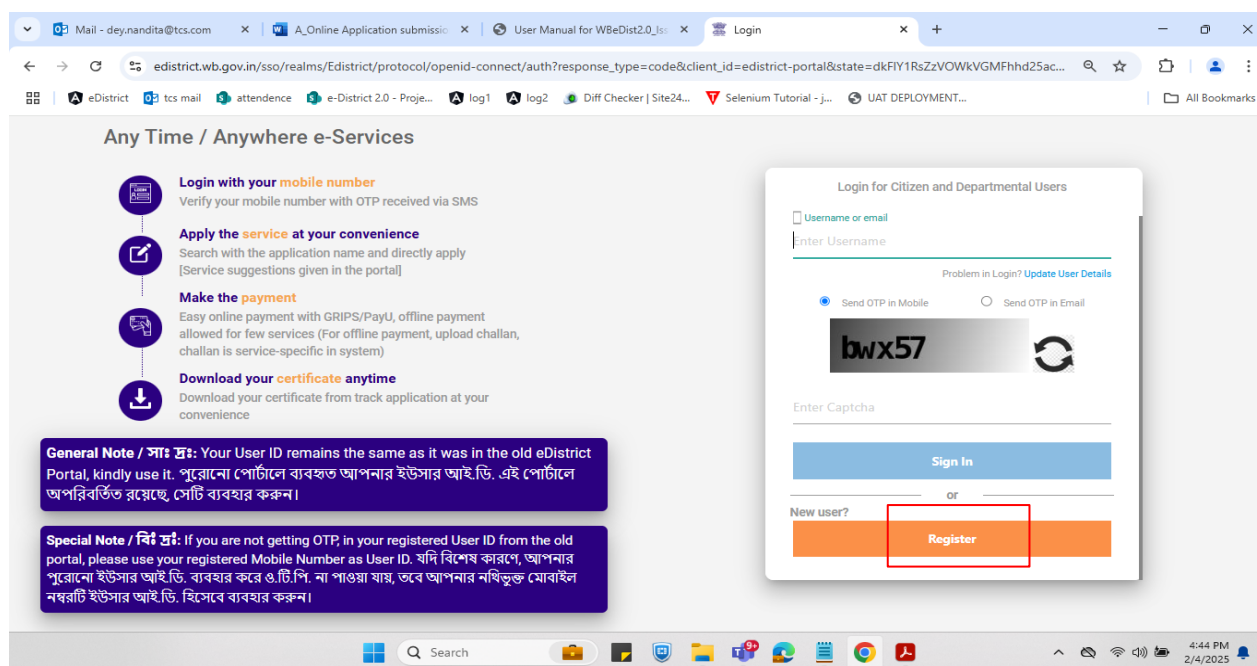 Mail - dey.nandita@tcs.com
A_Online Application submissio
User Manual for WBeDist2.0_Iss
Login
edistrict.wb.gov.in/sso/realms/Edistrict/protocol/openid-connect/auth?response_type=code&client_id=edistrict-portal&state=dkFIY1RsZzVOWkVGMFhhd25ac...
eDistrict
tcs mail
attendence
e-District 2.0 - Proje...
log1
log2
Diff Checker | Site24...
Selenium Tutorial - j...
UAT DEPLOYMENT...
All Bookmarks
Any Time / Anywhere e-Services
Login with your mobile number
Verify your mobile number with OTP received via SMS
Apply the service at your convenience
Search with the application name and directly apply
[Service suggestions given in the portal]
Make the payment
Easy online payment with GRIPS/PayU, offline payment
allowed for few services (For offline payment, upload challan,
challan is service-specific in system)
Download your certificate anytime
Download your certificate from track application at your
convenience
General Note / সাঃ দ্রঃ: Your User ID remains the same as it was in the old eDistrict
Portal, kindly use it. পুরোনো পোর্টালে ব্যবহৃত আপনার ইউসার আই.ডি. এই পোর্টালে
অপরিবর্তিত রয়েছে, সেটি ব্যবহার করুন।
Special Note / বিঃ দ্রঃ: If you are not getting OTP, in your registered User ID from the old
portal, please use your registered Mobile Number as User ID. যদি বিশেষ কারণে, আপনার
পুরোনো ইউসার আই.ডি. ব্যবহার করে ও.টি.পি. না পাওয়া যায়, তবে আপনার নথিভুক্ত মোবাইল
নম্বরটি ইউসার আই.ডি. হিসেবে ব্যবহার করুন।
Login for Citizen and Departmental Users
Username or email
Enter Username
Problem in Login? Update User Details
Send OTP in Mobile
Send OTP in Email
bwx57
Enter Captcha
Sign In
or
New user?
Register
Search
9+
4:44 PM
2/4/2025